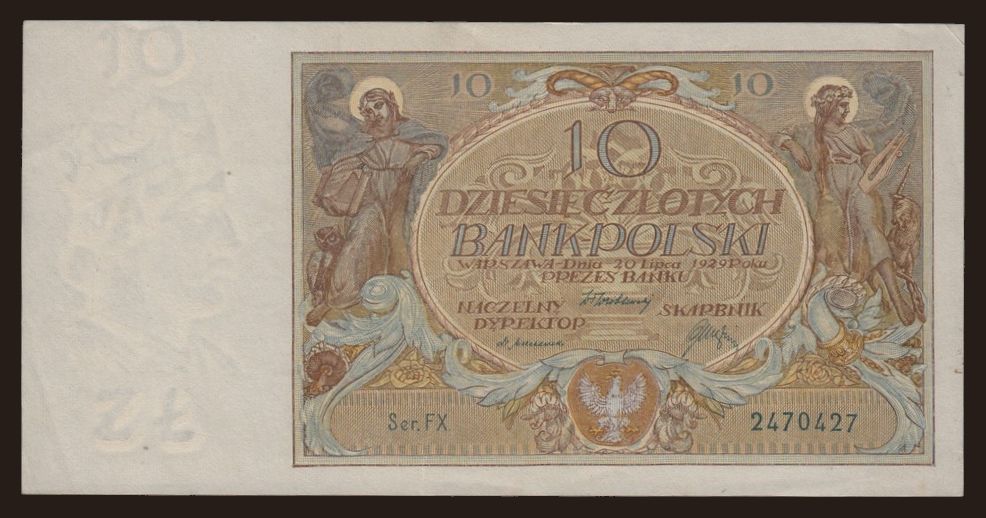 10 10
10
DZIESIĘĆ ZŁOTYCH
BANK POLSKI
WARSZAWA - Dnia 20 Lipca 1929 Roku
PREZES BANKU
NACZELNY DYREKTOR
SKARBNIK
Ser. FX.
2470427